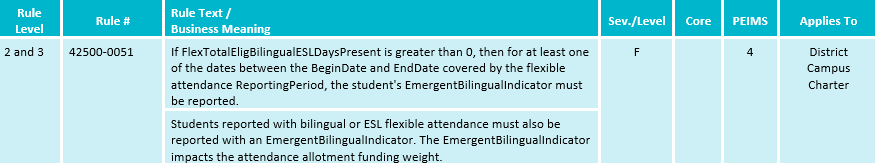 Rule Level
Rule #
Rule Text /
Business Meaning
Sev./Level
Core
PEIMS
Applies To
2 and 3
42500-0051
If FlexTotalEligBilingualESLDaysPresent is greater than 0, then for at least one
of the dates between the BeginDate and EndDate covered by the flexible
attendance ReportingPeriod, the student's EmergentBilingualIndicator must
be reported.
F
4
District
Campus
Charter
Students reported with bilingual or ESL flexible attendance must also be
reported with an EmergentBilingualIndicator. The EmergentBilingualIndicator
impacts the attendance allotment funding weight.